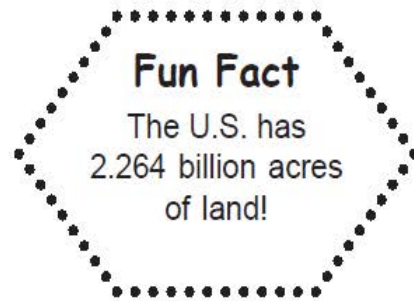 Fun Fact
The U.S. has
2.264 billion acres
of land!